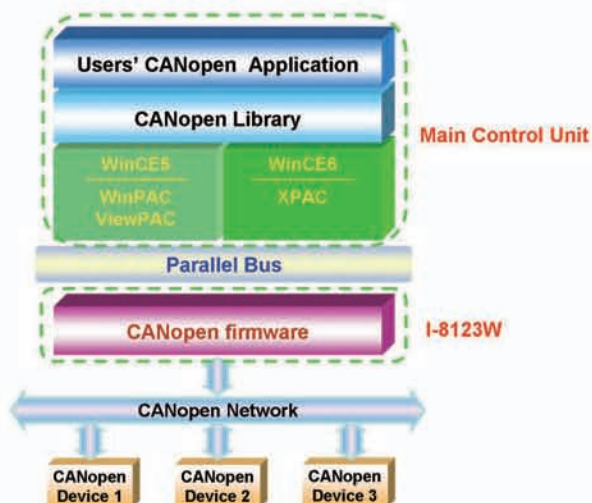 Users' CANopen Application
CANopen Library
WinCE5
WinPAC
ViewPAC
WinCE6
XPAC
Main Control Unit
Parallel Bus
CANopen firmware
I-8123W
CANopen Network
CANopen
Device 1
CANopen
Device 2
CANopen
Device 3